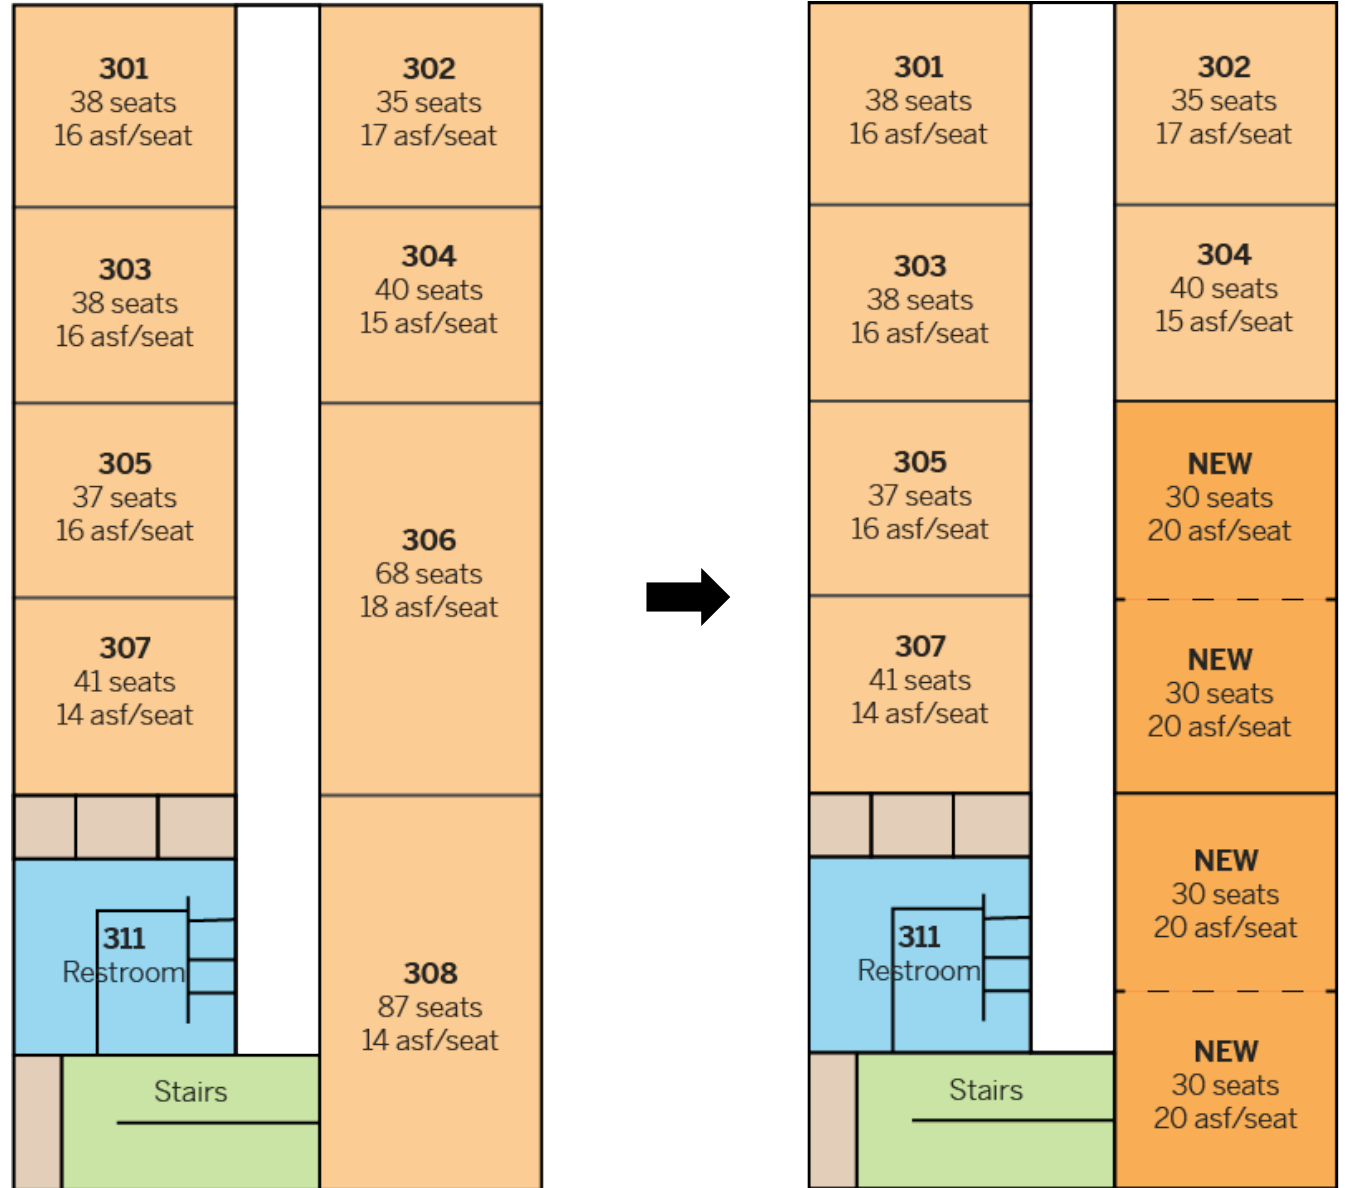 301
38 seats
16 asf/seat
302
35 seats
17 asf/seat
303
38 seats
16 asf/seat
304
40 seats
15 asf/seat
305
37 seats
16 asf/seat
306
68 seats
18 asf/seat
307
41 seats
14 asf/seat
311
Restroom
308
87 seats
14 asf/seat
Stairs
301
38 seats
16 asf/seat
302
35 seats
17 asf/seat
303
38 seats
16 asf/seat
304
40 seats
15 asf/seat
305
37 seats
16 asf/seat
NEW
30 seats
20 asf/seat
307
41 seats
14 asf/seat
NEW
30 seats
20 asf/seat
311
Restroom
NEW
30 seats
20 asf/seat
Stairs
NEW
30 seats
20 asf/seat